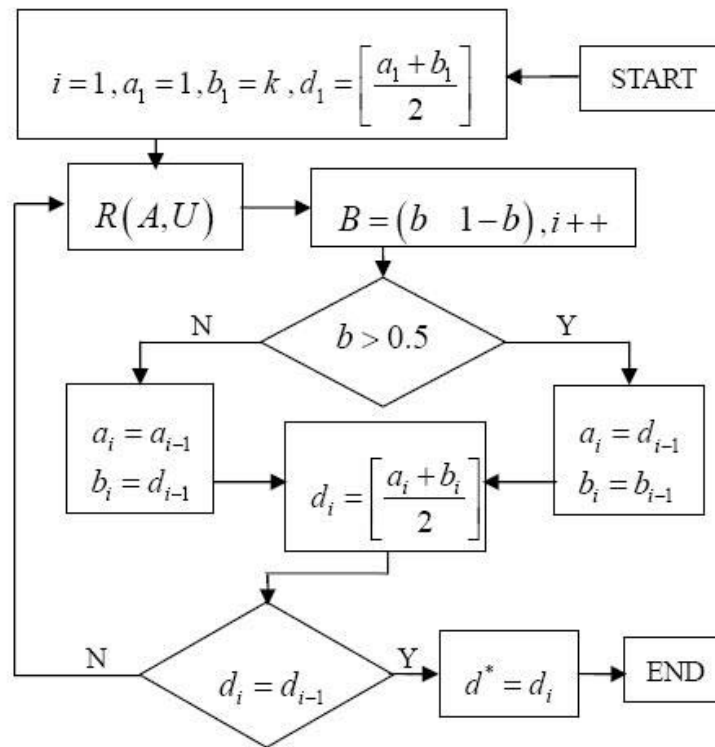 START
i = 1, a₁ = 1, b₁ = k, d₁ = [(a₁ + b₁)/2]
R(A,U)
B = (b 1−b), i++
b > 0.5
N
Y
aᵢ = aᵢ₋₁
bᵢ = dᵢ₋₁
dᵢ = [(aᵢ + bᵢ)/2]
aᵢ = dᵢ₋₁
bᵢ = bᵢ₋₁
dᵢ = dᵢ₋₁
N
Y
d* = dᵢ
END